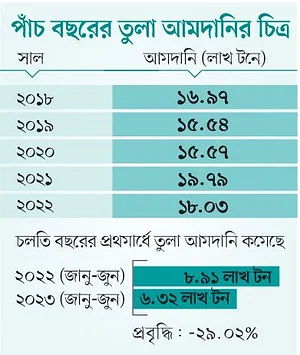 পাঁচ বছরের তুলা আমদানির চিত্র
সাল আমদানি (লাখ টনে)
২০১৮ ১৬.৯৭
২০১৯ ১৫.৫৪
২০২০ ১৫.৫৭
২০২১ ১৯.৭৯
২০২২ ১৮.০৩
চলতি বছরের প্রথমার্ধে তুলা আমদানি কমেছে
২০২২ (জানু-জুন) ৮.৯১ লাখ টন
২০২৩ (জানু-জুন) ৬.৩২ লাখ টন
প্রবৃদ্ধি : -২৯.০২%